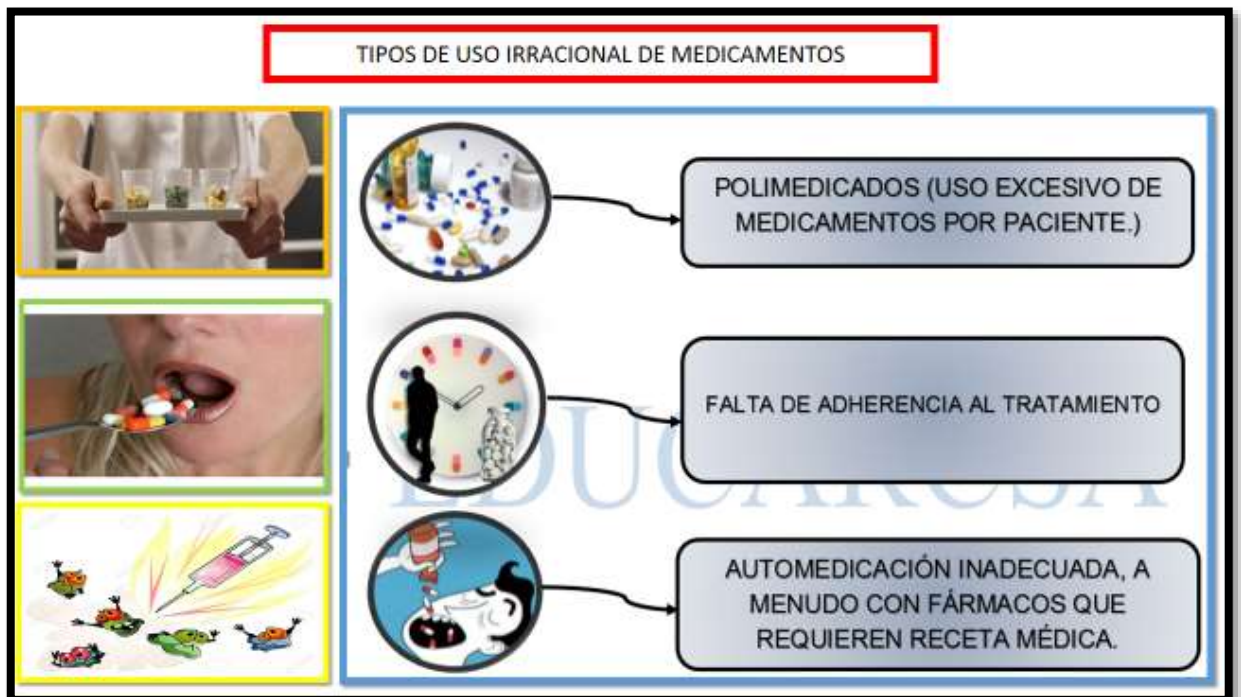 TIPOS DE USO IRRACIONAL DE MEDICAMENTOS
POLIMEDICADOS (USO EXCESIVO DE
MEDICAMENTOS POR PACIENTE.)
FALTA DE ADHERENCIA AL TRATAMIENTO
EDUCARCSA
AUTOMEDICACIÓN INADECUADA, A
MENUDO CON FÁRMACOS QUE
REQUIEREN RECETA MÉDICA.